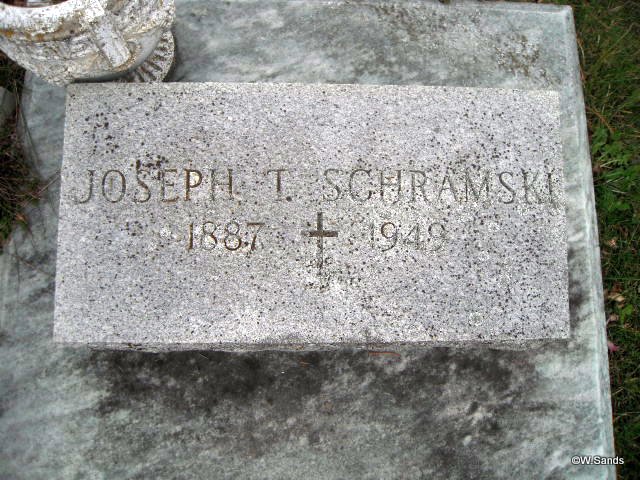 JOSEPH T. SCHRAMSKI
1887 1949
©W.Sands